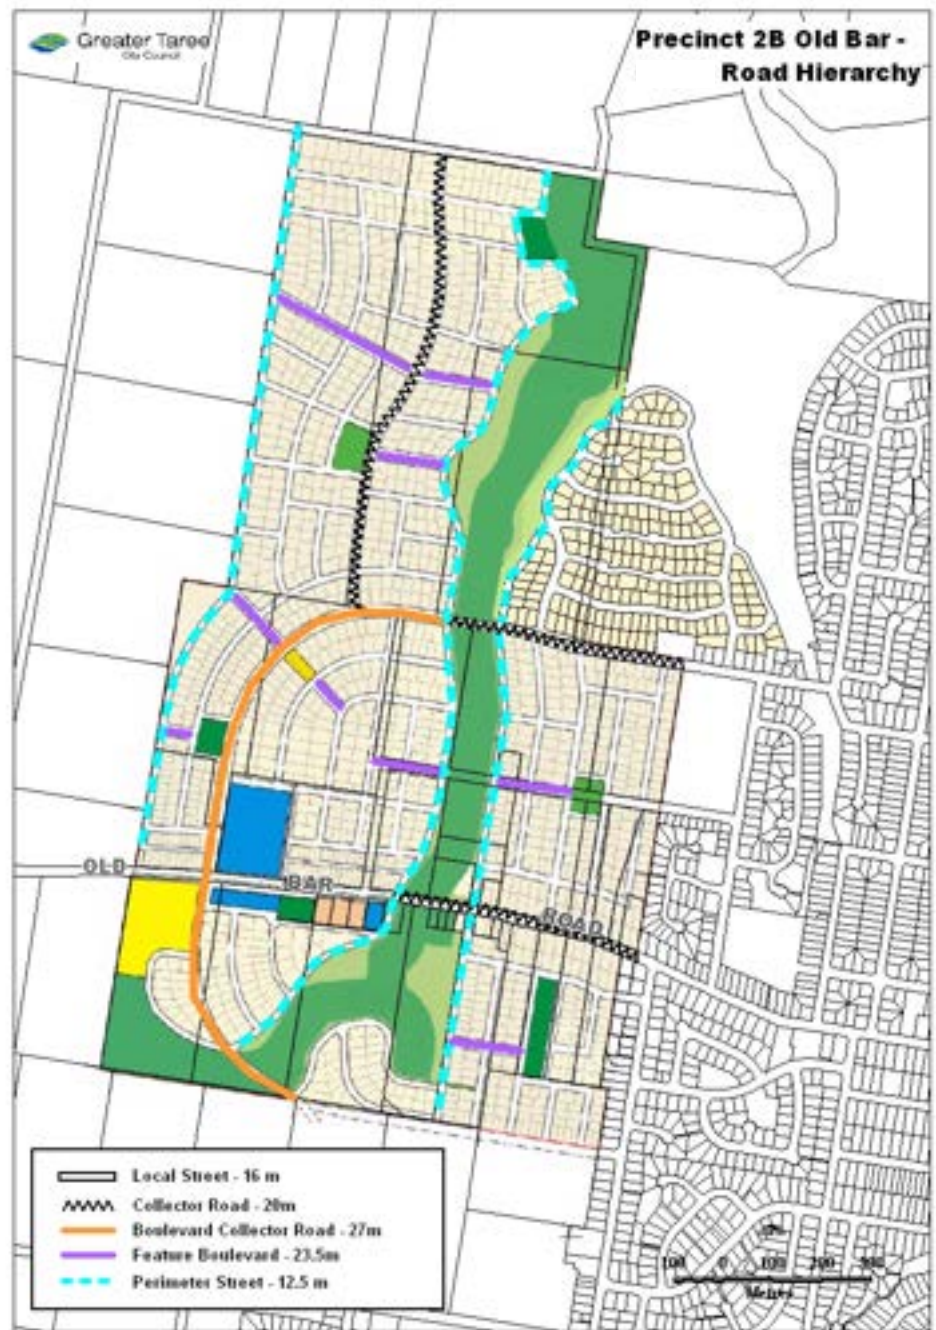 Greater Taree
City Council
Precinct 2B Old Bar -
Road Hierarchy
OLD
BAR
ROAD
Local Street - 16 m
Collector Road - 20m
Boulevard Collector Road - 27m
Feature Boulevard - 23.5m
Perimeter Street - 12.5 m
100 0 100 200 300
Metres